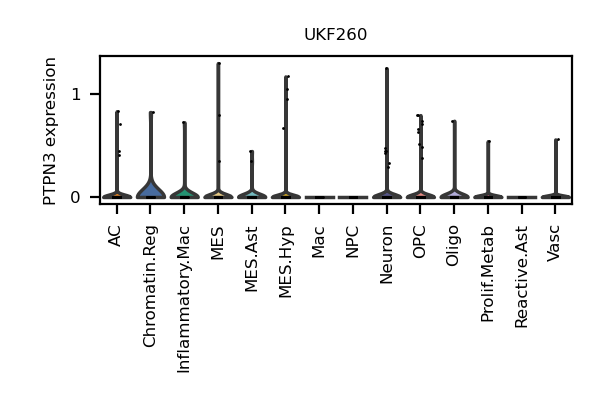 UKF260
PTPN3 expression
1
0
AC
Chromatin.Reg
Inflammatory.Mac
MES
MES.Ast
MES.Hyp
Mac
NPC
Neuron
OPC
Oligo
Prolif.Metab
Reactive.Ast
Vasc